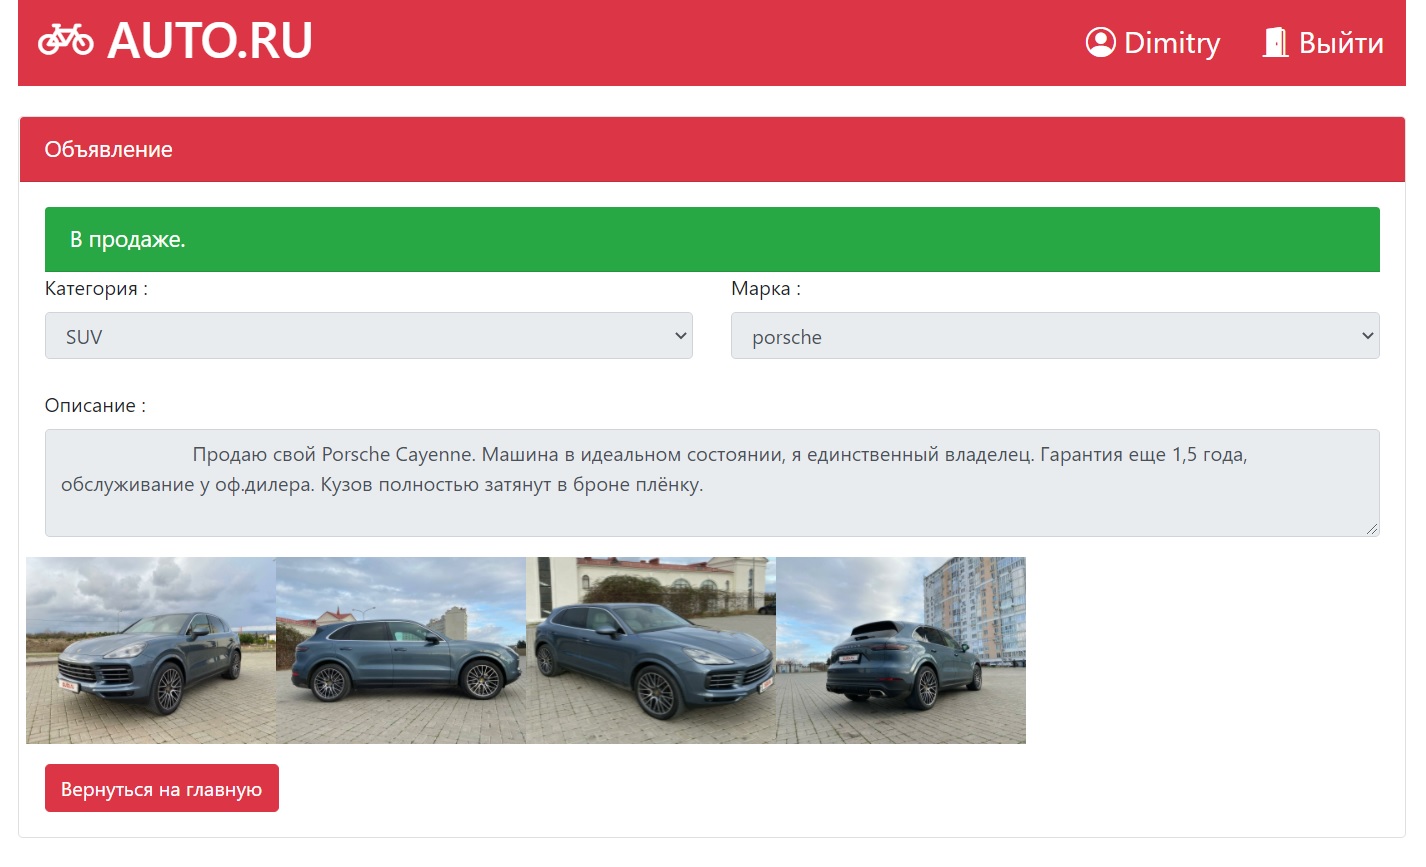 AUTO.RU
Dimitry
Выйти
Объявление
В продаже.
Категория :
Марка :
SUV
porsche
Описание :
Продаю свой Porsche Cayenne. Машина в идеальном состоянии, я единственный владелец. Гарантия еще 1,5 года,
обслуживание у оф.дилера. Кузов полностью затянут в броне плёнку.
Вернуться на главную